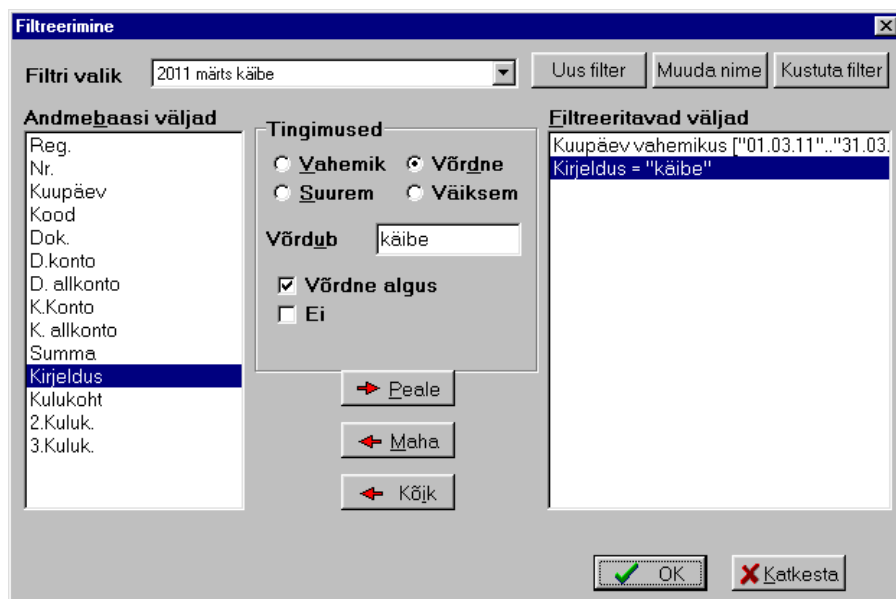 Filtreerimine
Filtri valik
2011 märts käibe
Uus filter
Muuda nime
Kustuta filter
Andmebaasi väljad
Reg.
Nr.
Kuupäev
Kood
Dok.
D.konto
D. allkonto
K.Konto
K. allkonto
Summa
Kirjeldus
Kulukoht
2.Kuluk.
3.Kuluk.
Tingimused
Vahemik
Võrdne
Suurem
Väiksem
Võrdub
käibe
Võrdne algus
Ei
Peale
Maha
Kõik
Filtreeritavad väljad
Kuupäev vahemikus ["01.03.11".."31.03.
Kirjeldus = "käibe"
OK
Katkesta